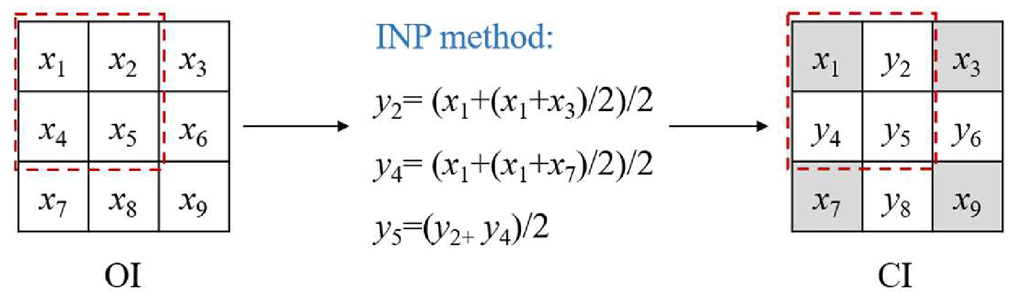 x1 x2 x3
x4 x5 x6
x7 x8 x9
OI
INP method:
y2= (x1+(x1+x3)/2)/2
y4= (x1+(x1+x7)/2)/2
y5=(y2+ y4)/2
x1 y2 x3
y4 y5 y6
x7 y8 x9
CI